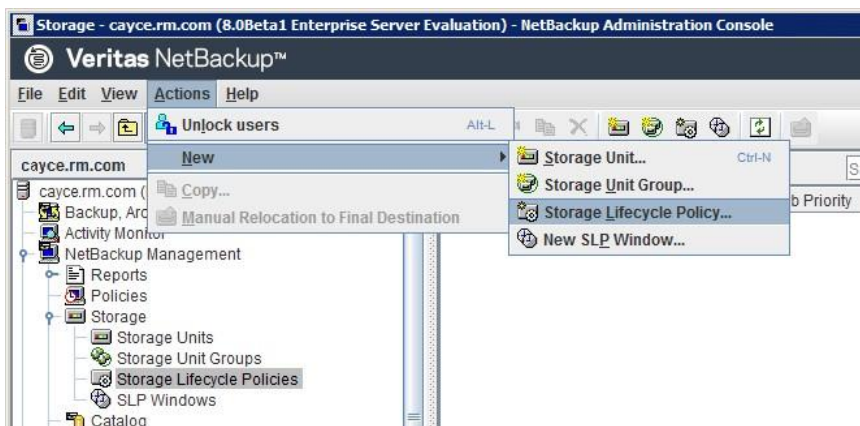 Storage - cayce.rm.com (8.0Beta1 Enterprise Server Evaluation) - NetBackup Administration Console
Veritas NetBackup™
File Edit View Actions Help
Unlock users Alt-L
New
Copy...
Manual Relocation to Final Destination
Storage Unit... Ctrl-N
Storage Unit Group...
Storage Lifecycle Policy...
New SLP Window...
S
b Priority
cayce.rm.com
cayce.rm.com (
Backup, Arc
Activity Monitor
NetBackup Management
Reports
Policies
Storage
Storage Units
Storage Unit Groups
Storage Lifecycle Policies
SLP Windows
Catalog